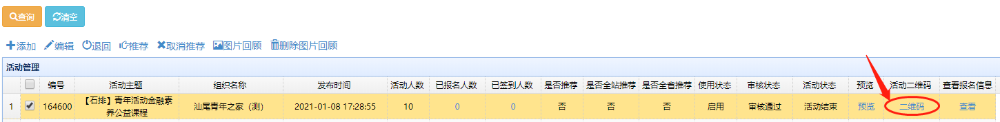 查询 清空
添加 编辑 退回 推荐 取消推荐 图片回顾 删除图片回顾
活动管理
编号 活动主题 组织名称 发布时间 活动人数 已报名人数 已签到人数 是否推荐 是否全站推荐 是否全省推荐 使用状态 审核状态 活动状态 预览 活动二维码 查看报名信息
1 164600 【石排】青年活动金融素
养公益课程 汕尾青年之家（测） 2021-01-08 17:28:55 10 0 0 否 否 否 启用 审核通过 活动结束 预览 二维码 查看